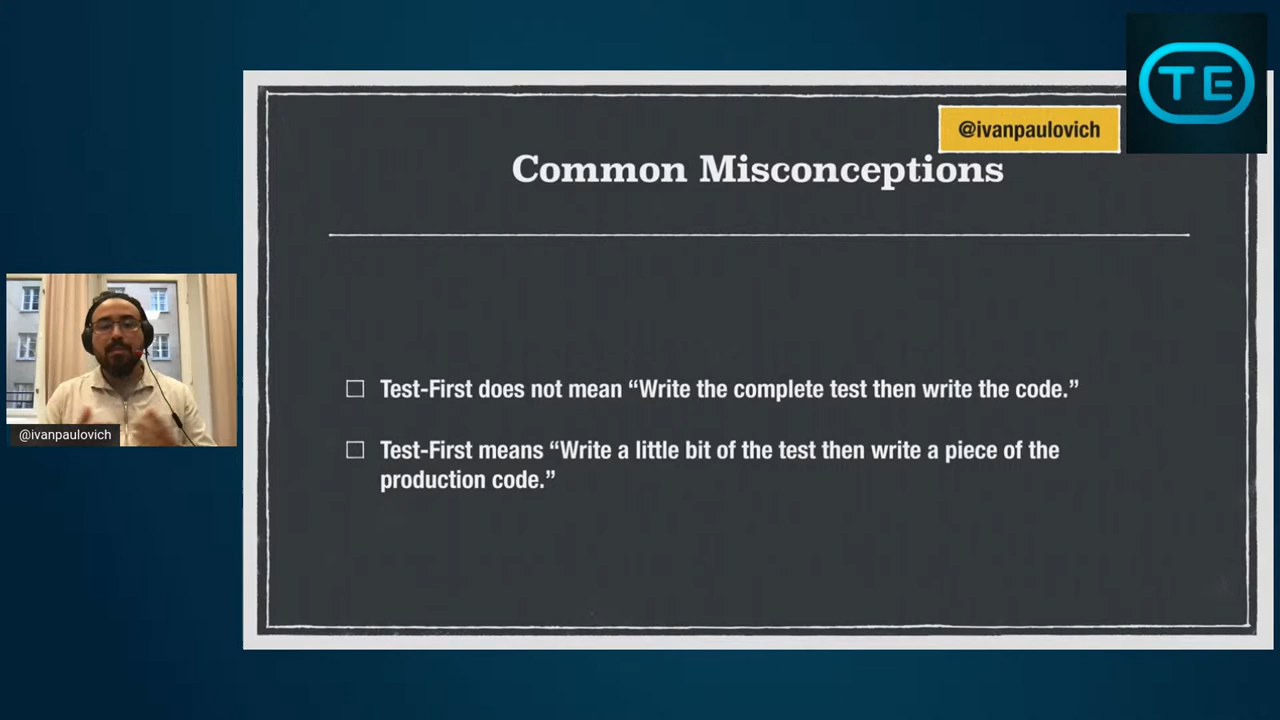 TE
@ivanpaulovich
Common Misconceptions
Test-First does not mean “Write the complete test then write the code.”
Test-First means “Write a little bit of the test then write a piece of the
production code.”
@ivanpaulovich